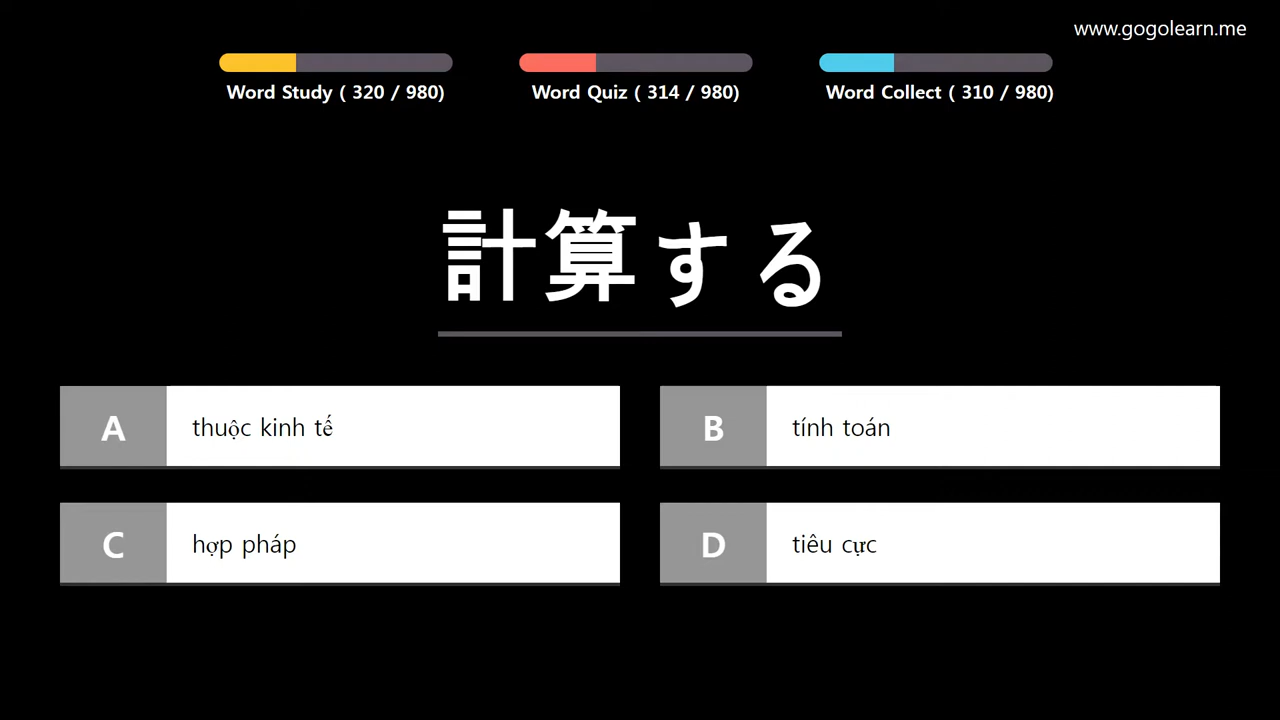 www.gogolearn.me
Word Study ( 320 / 980)
Word Quiz ( 314 / 980)
Word Collect ( 310 / 980)
計算する
A thuộc kinh tế
B tính toán
C hợp pháp
D tiêu cực